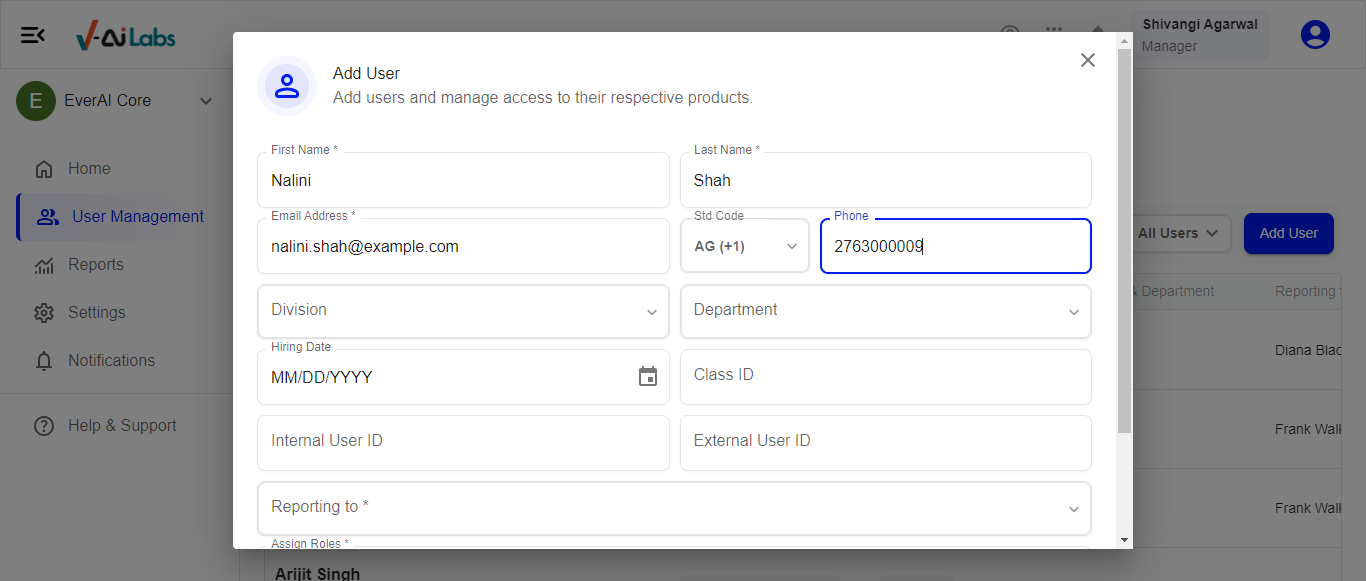 V-Ai Labs
Shivangi Agarwal
Manager
E
EverAI Core
Home
User Management
Reports
Settings
Notifications
Help & Support
Add User
Add users and manage access to their respective products.
First Name *
Nalini
Last Name *
Shah
Email Address *
nalini.shah@example.com
Std Code
AG (+1)
Phone
2763000009
Division
Department
Hiring Date
MM/DD/YYYY
Class ID
Internal User ID
External User ID
Reporting to *
Assign Roles *
All Users
Add User
& Department
Reporting
Diana Blac
Frank Wal
Frank Wal
Arijit Singh